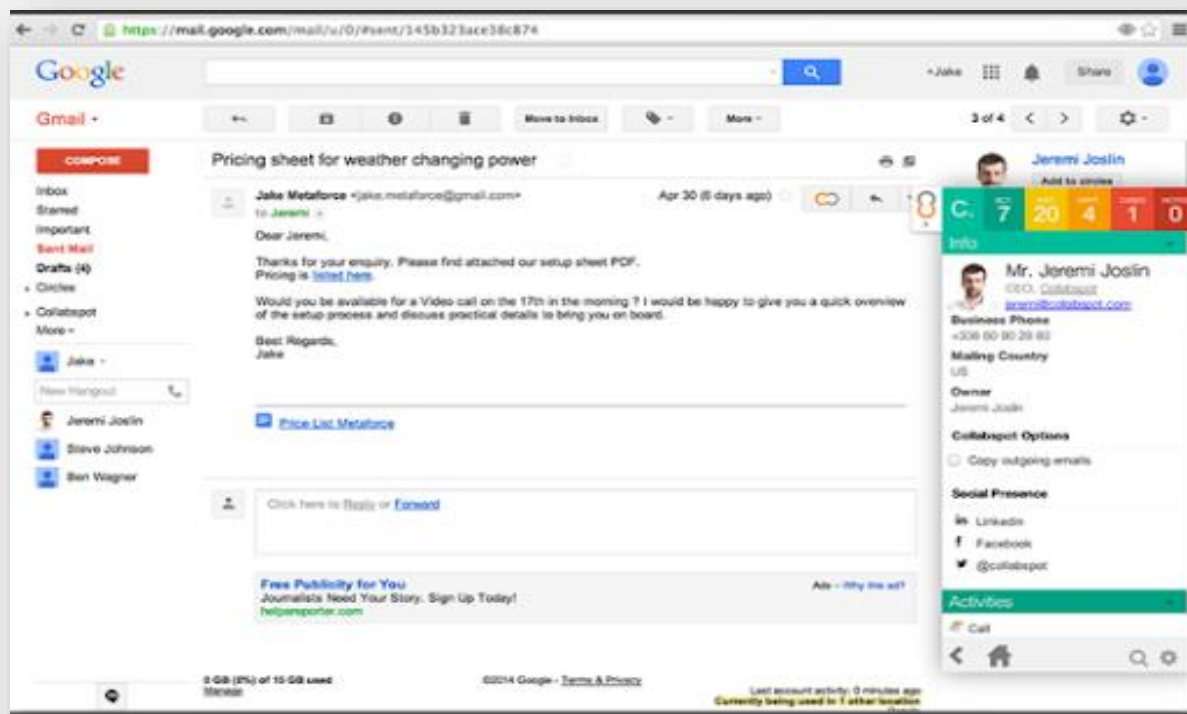 https://mail.google.com/mail/u/0/#sent/145b323ace38c874
Google
+Jake
Share
Gmail
Move to Inbox
More
3 of 4
COMPOSE
Inbox
Starred
Important
Sent Mail
Drafts (4)
Circles
Collabspot
More
Jake
New Hangout
Jeremi Joslin
Steve Johnson
Ben Wagner
Pricing sheet for weather changing power
Jake Metaforce <jake.metaforce@gmail.com>
Apr 30 (6 days ago)
to Jeremi
Dear Jeremi,
Thanks for your enquiry. Please find attached our setup sheet PDF.
Pricing is listed here.
Would you be available for a Video call on the 17th in the morning ? I would be happy to give you a quick overview
of the setup process and discuss practical details to bring you on board.
Best Regards,
Jake
Price List Metaforce
Click here to Reply or Forward
Free Publicity for You
Ads – Why this ad?
Journalists Need Your Story. Sign Up Today!
helpareporter.com
0 GB (0%) of 15 GB used
Manage
©2014 Google - Terms & Privacy
Last account activity: 0 minutes ago
Currently being used in 1 other location
Jeremi Joslin
Add to circles
C.
7
20
4
1
0
Info
Mr. Jeremi Joslin
CEO, Collabspot
jeremi@collabspot.com
Business Phone
Mailing Country
US
Owner
Jeremi Joslin
Collabspot Options
Copy outgoing emails
Social Presence
LinkedIn
Facebook
@collabspot
Activities
Call